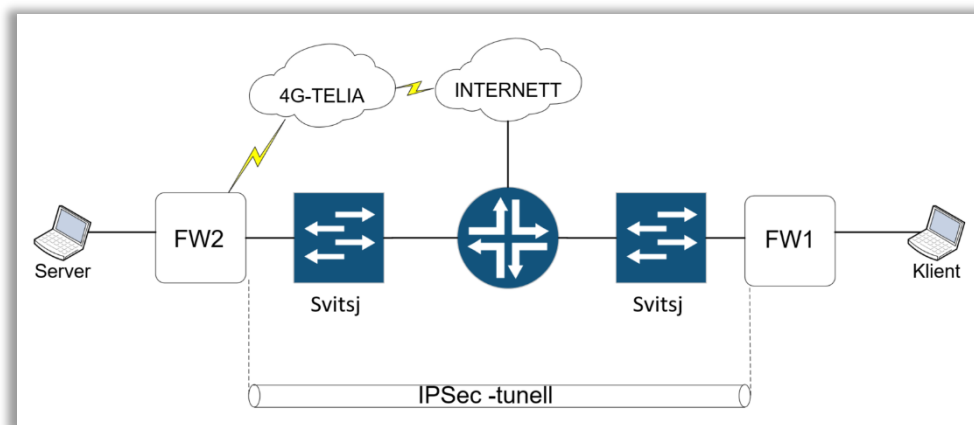 4G-TELIA
INTERNETT
FW2
FW1
Server
Klient
Svitsj
Svitsj
IPSec -tunell